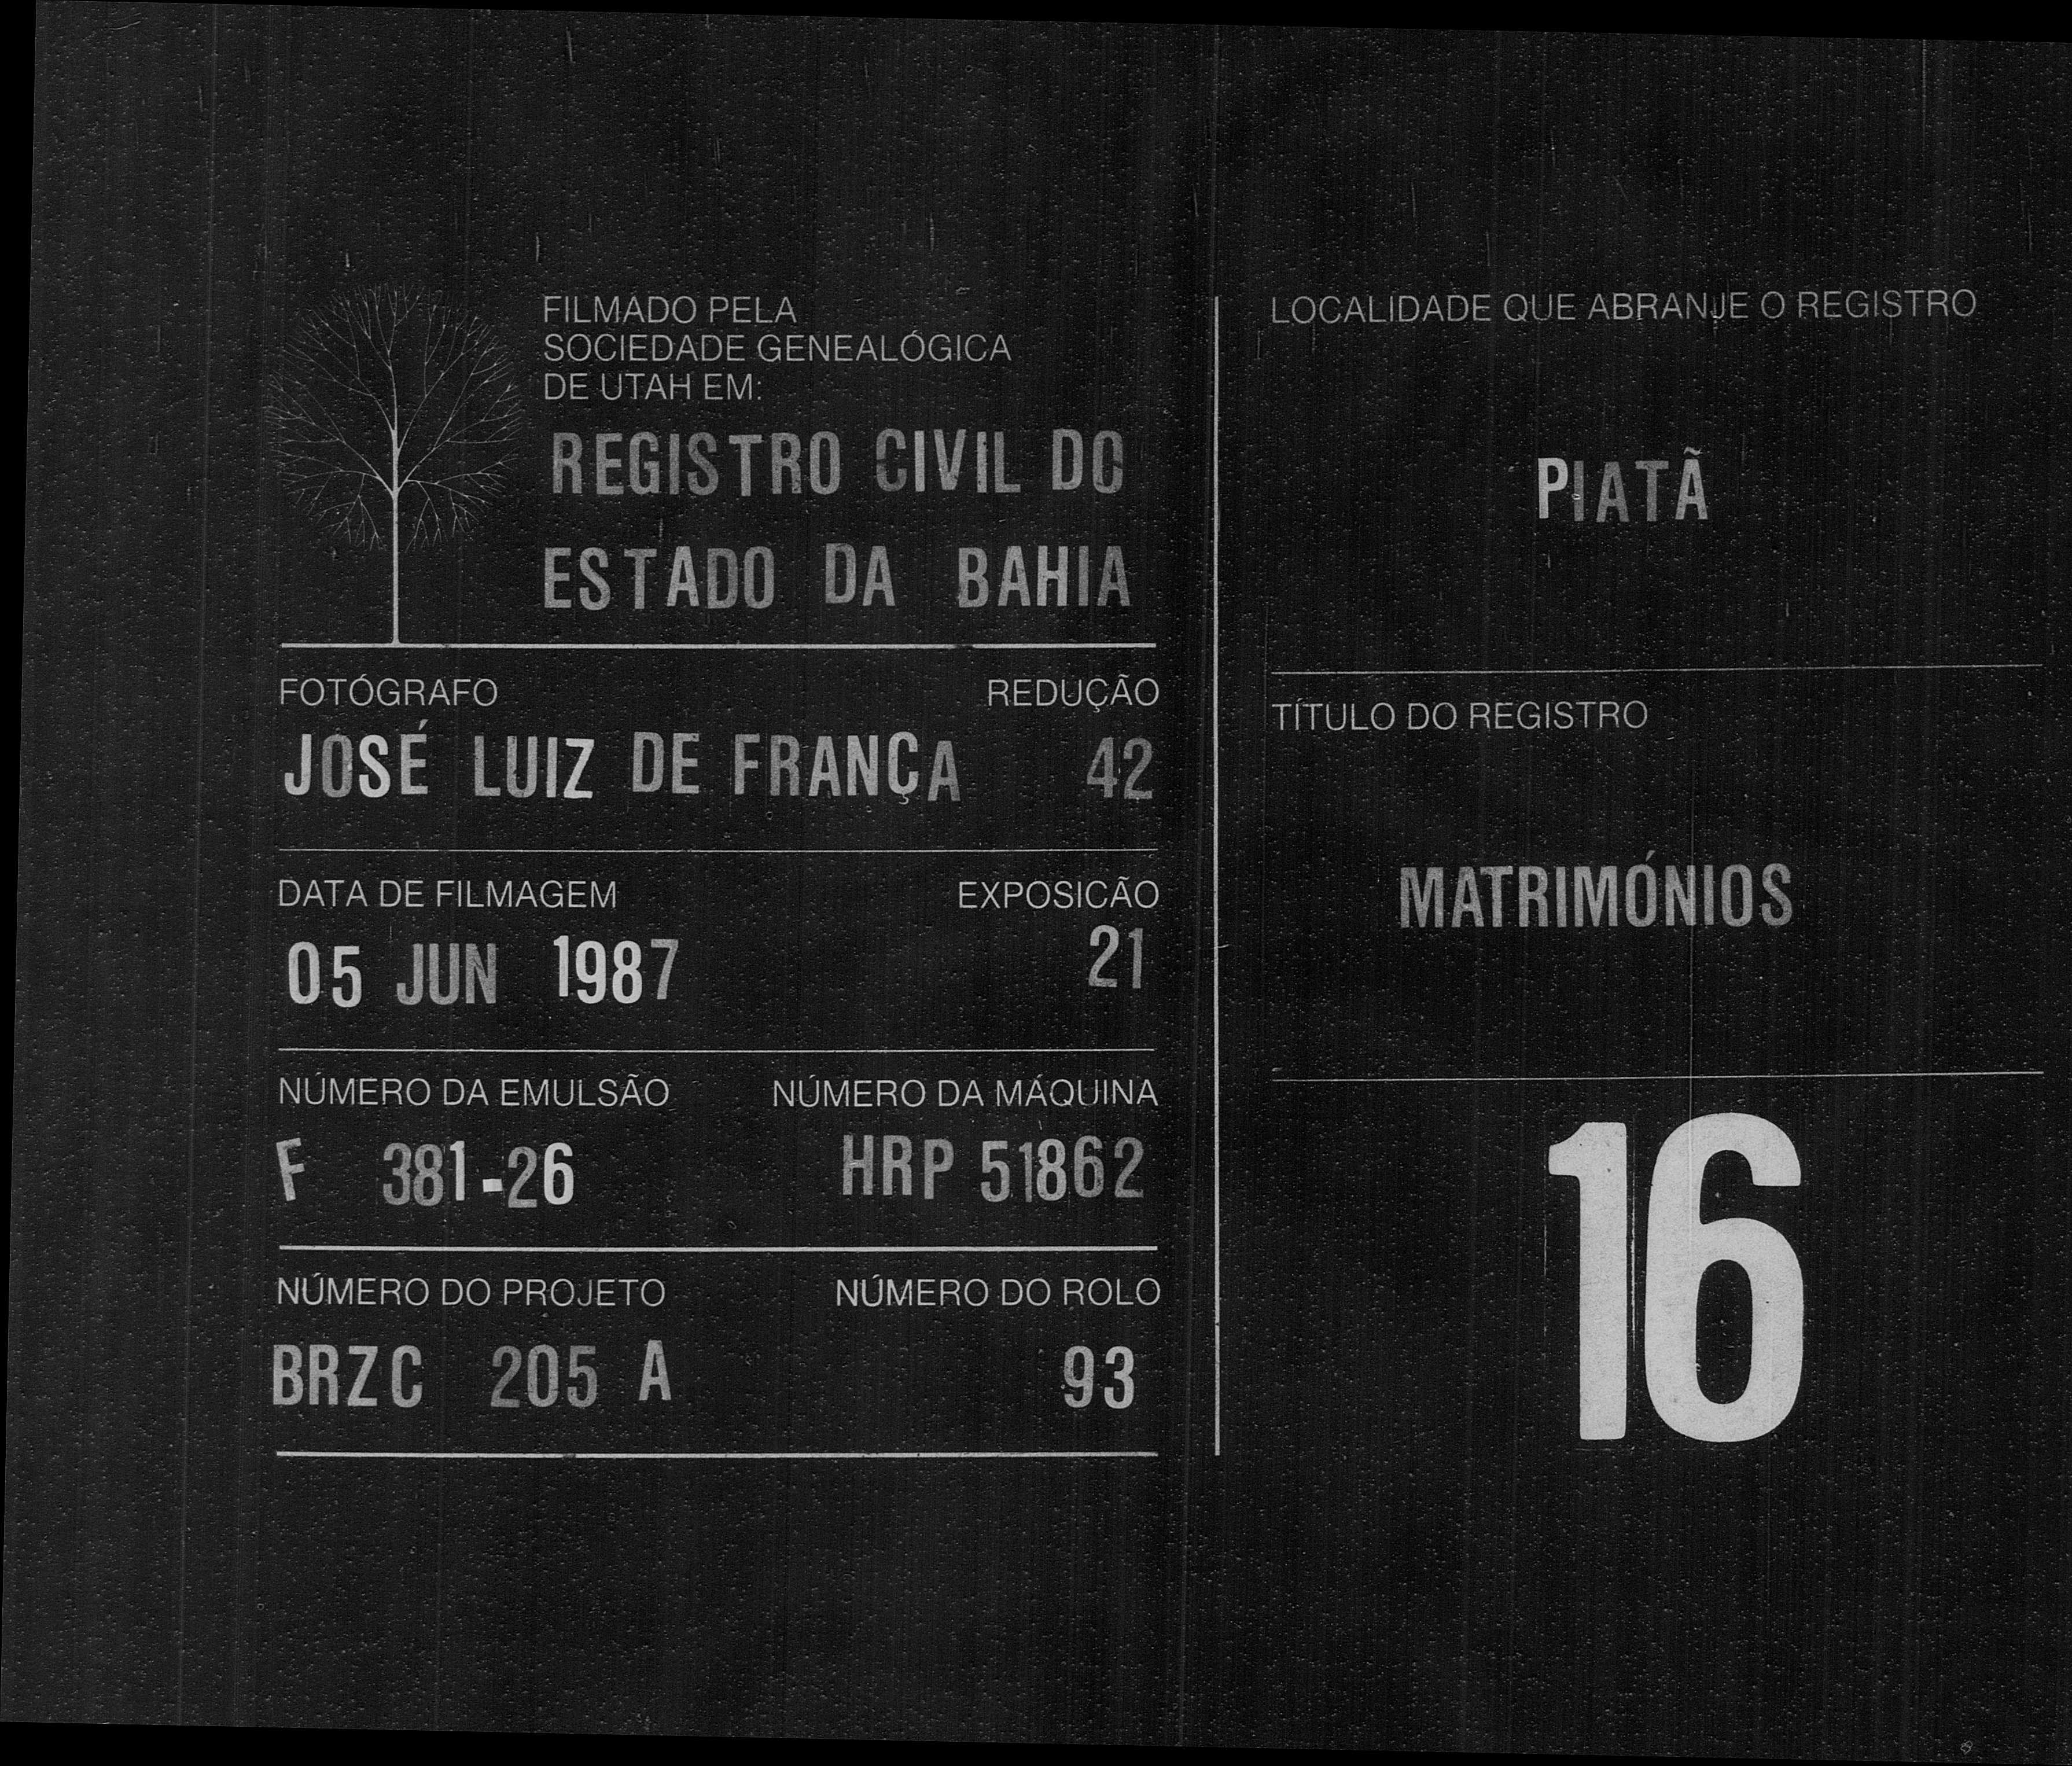 FILMADO PELA
SOCIEDADE GENEALÓGICA
DE UTAH EM:
REGISTRO CIVIL DO
ESTADO DA BAHIA
FOTÓGRAFO REDUÇÃO
JOSÉ LUIZ DE FRANÇA 42
DATA DE FILMAGEM EXPOSICÃO
05 JUN 1987 21
NÚMERO DA EMULSÃO NÚMERO DA MÁQUINA
F 381-26 HRP 51862
NÚMERO DO PROJETO NÚMERO DO ROLO
BRZC 205 A 93
LOCALIDADE QUE ABRANJE O REGISTRO
PIATÃ
TÍTULO DO REGISTRO
MATRIMÓNIOS
16